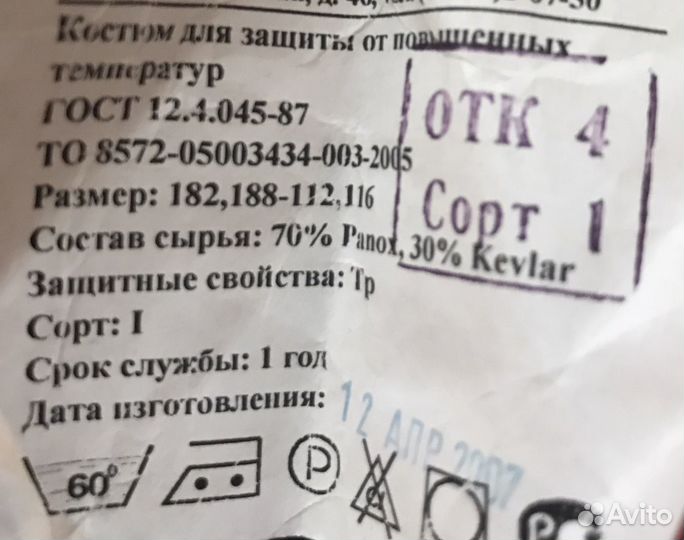 Костюм для защиты от повышенных
температур
ГОСТ 12.4.045-87
ТО 8572-05003434-003-2005
Размер: 182,188-112,116
Состав сырья: 70% Panox, 30% Kevlar
Защитные свойства: Тр
Сорт: I
Срок службы: 1 год
Дата изготовления: 12 АПР 2007
ОТК 4
Сорт 1
60°
P
Avito